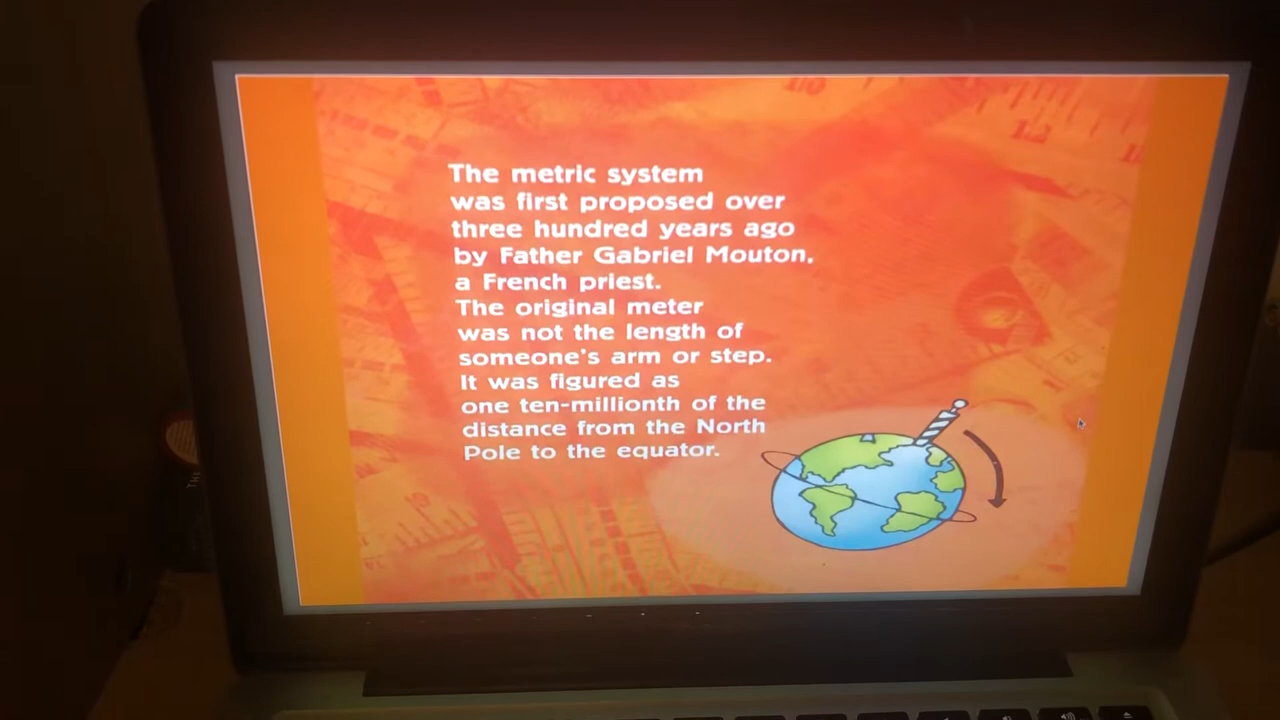 The metric system
was first proposed over
three hundred years ago
by Father Gabriel Mouton,
a French priest.
The original meter
was not the length of
someone's arm or step.
It was figured as
one ten-millionth of the
distance from the North
Pole to the equator.